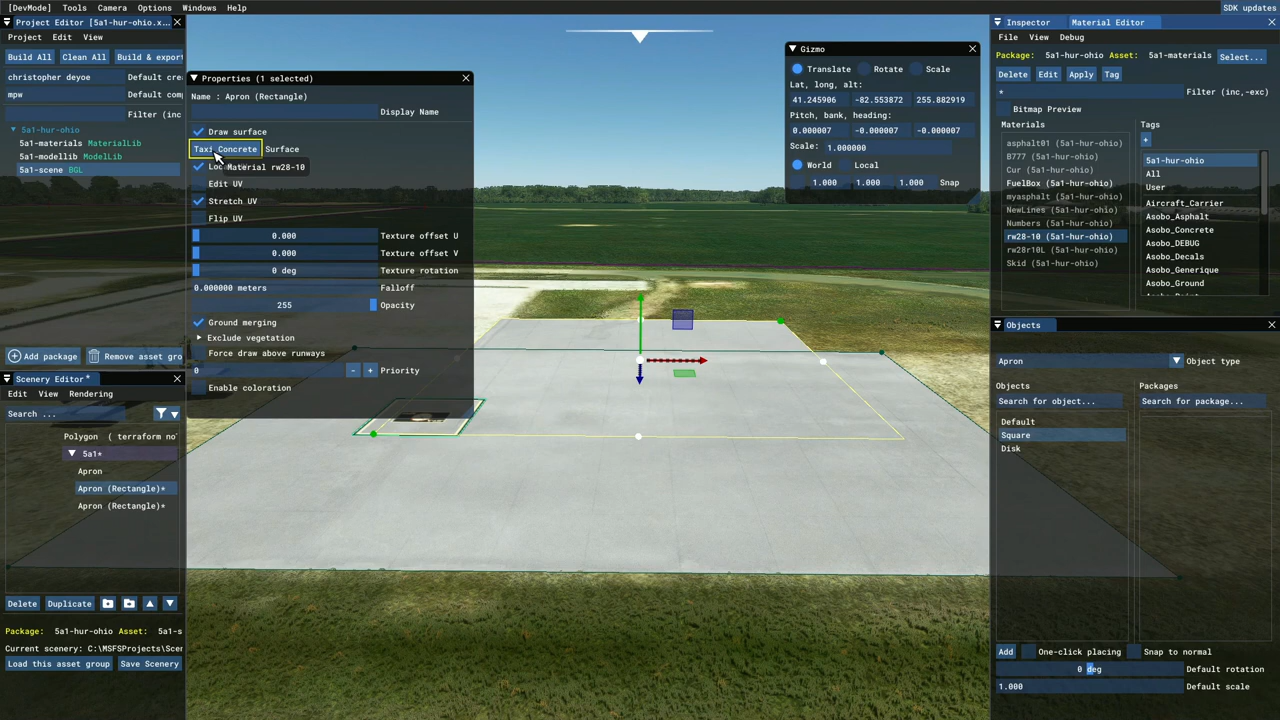 [DevMode] Tools Camera Options Windows Help SDK updates
Project Editor [5a1-hur-ohio.x...
Project Edit View
Build All Clean All Build & export
christopher deyoe Default cre
mpw Default com
Filter (inc
5a1-hur-ohio
5a1-materials MaterialLib
5a1-modellib ModelLib
5a1-scene BGL
Add package Remove asset gro
Scenery Editor*
Edit View Rendering
Search ...
Polygon ( terraform no
5a1*
Apron
Apron (Rectangle)*
Apron (Rectangle)*
Delete Duplicate
Package: 5a1-hur-ohio Asset: 5a1-s
Current scenery: C:\MSFSProjects\Scen
Load this asset group Save Scenery
Properties (1 selected)
Name : Apron (Rectangle)
Display Name
Draw surface
Taxi_Concrete Surface
Loc
Material rw28-10
Edit UV
Stretch UV
Flip UV
0.000 Texture offset U
0.000 Texture offset V
0 deg Texture rotation
0.000000 meters Falloff
255 Opacity
Ground merging
Exclude vegetation
Force draw above runways
0 - + Priority
Enable coloration
Gizmo
Translate Rotate Scale
Lat, long, alt:
41.245906 -82.553872 255.882919
Pitch, bank, heading:
0.000007 -0.000007 -0.000007
Scale: 1.000000
World Local
1.000 1.000 1.000 Snap
Inspector Material Editor
File View Debug
Package: 5a1-hur-ohio Asset: 5a1-materials Select...
Delete Edit Apply Tag
* Filter (inc,-exc)
Bitmap Preview
Materials Tags
asphalt01 (5a1-hur-ohio)
B777 (5a1-hur-ohio)
Cur (5a1-hur-ohio)
FuelBox (5a1-hur-ohio)
myasphalt (5a1-hur-ohio)
NewLines (5a1-hur-ohio)
Numbers (5a1-hur-ohio)
rw28-10 (5a1-hur-ohio)
rw28r10L (5a1-hur-ohio)
Skid (5a1-hur-ohio)
+
5a1-hur-ohio
All
User
Aircraft_Carrier
Asobo_Asphalt
Asobo_Concrete
Asobo_DEBUG
Asobo_Decals
Asobo_Generique
Asobo_Ground
Objects
Apron Object type
Objects Packages
Search for object... Search for package...
Default
Square
Disk
Add One-click placing Snap to normal
0 deg Default rotation
1.000 Default scale